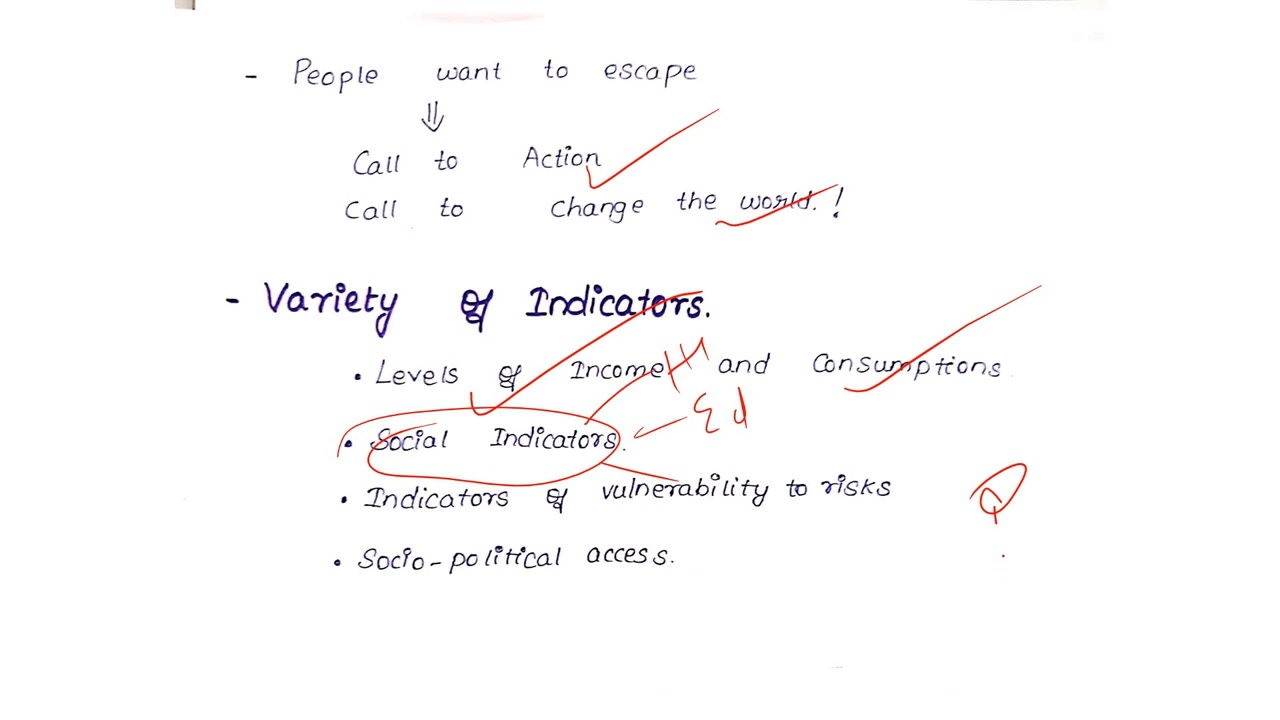 - People want to escape
⇓
Call to Action
Call to change the world.!
- Variety of Indicators.
• Levels of Income and Consumptions
• Social Indicators.
Ed
• Indicators of vulnerability to risks
• Socio-political access.